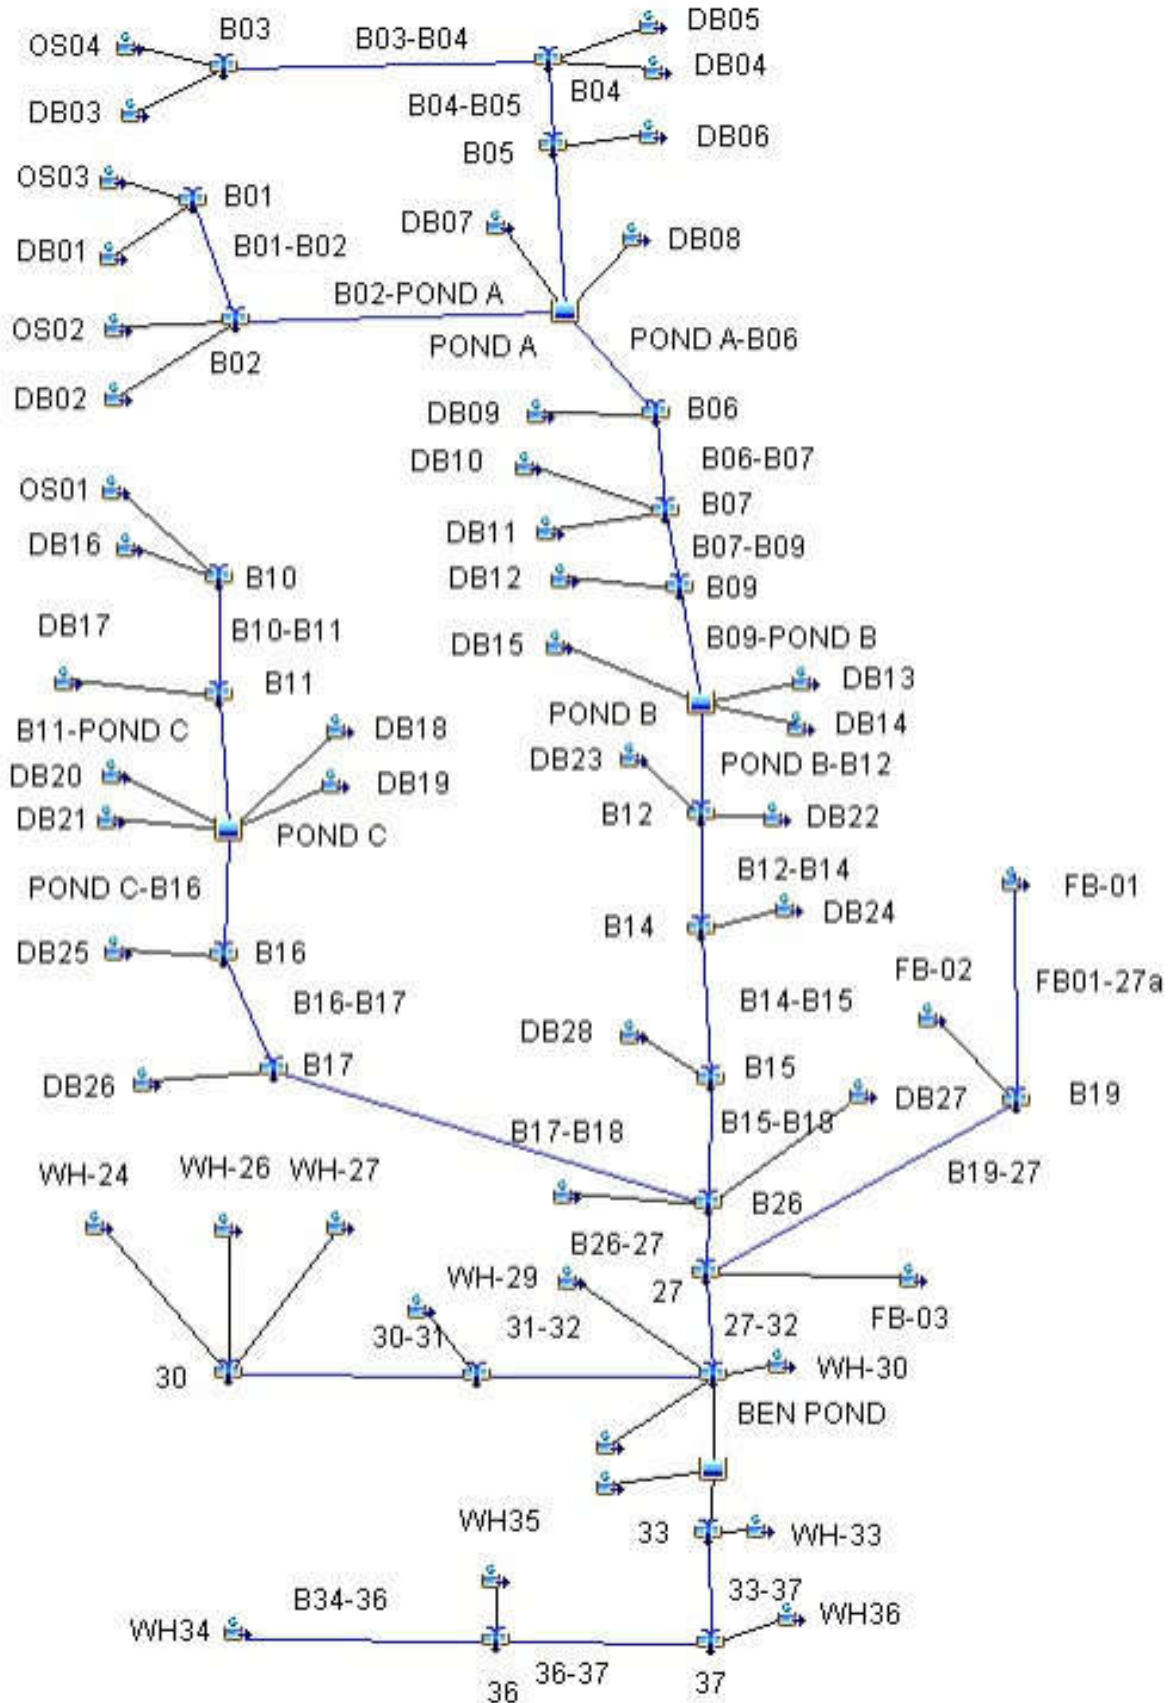 OS04
B03
B03-B04
DB05
DB04
B04
DB03
B04-B05
DB06
B05
OS03
B01
DB07
DB08
DB01
B01-B02
B02-POND A
OS02
POND A
POND A-B06
B02
DB02
DB09
B06
DB10
B06-B07
OS01
B07
DB11
DB16
B07-B09
DB12
B10
B09
DB17
B10-B11
B09-POND B
DB15
B11
DB13
B11-POND C
DB18
POND B
DB14
DB20
DB19
DB23
POND B-B12
DB21
POND C
B12
DB22
POND C-B16
B12-B14
FB-01
B14
DB24
DB25
B16
FB-02
FB01-27a
B16-B17
B14-B15
DB28
B17
B15
DB26
DB27
B19
B17-B18
B15-B18
WH-24
WH-26
WH-27
B19-27
B26
B26-27
WH-29
27
FB-03
30-31
31-32
27-32
30
WH-30
BEN POND
WH35
33
WH-33
B34-36
33-37
WH34
WH36
36-37
36
37